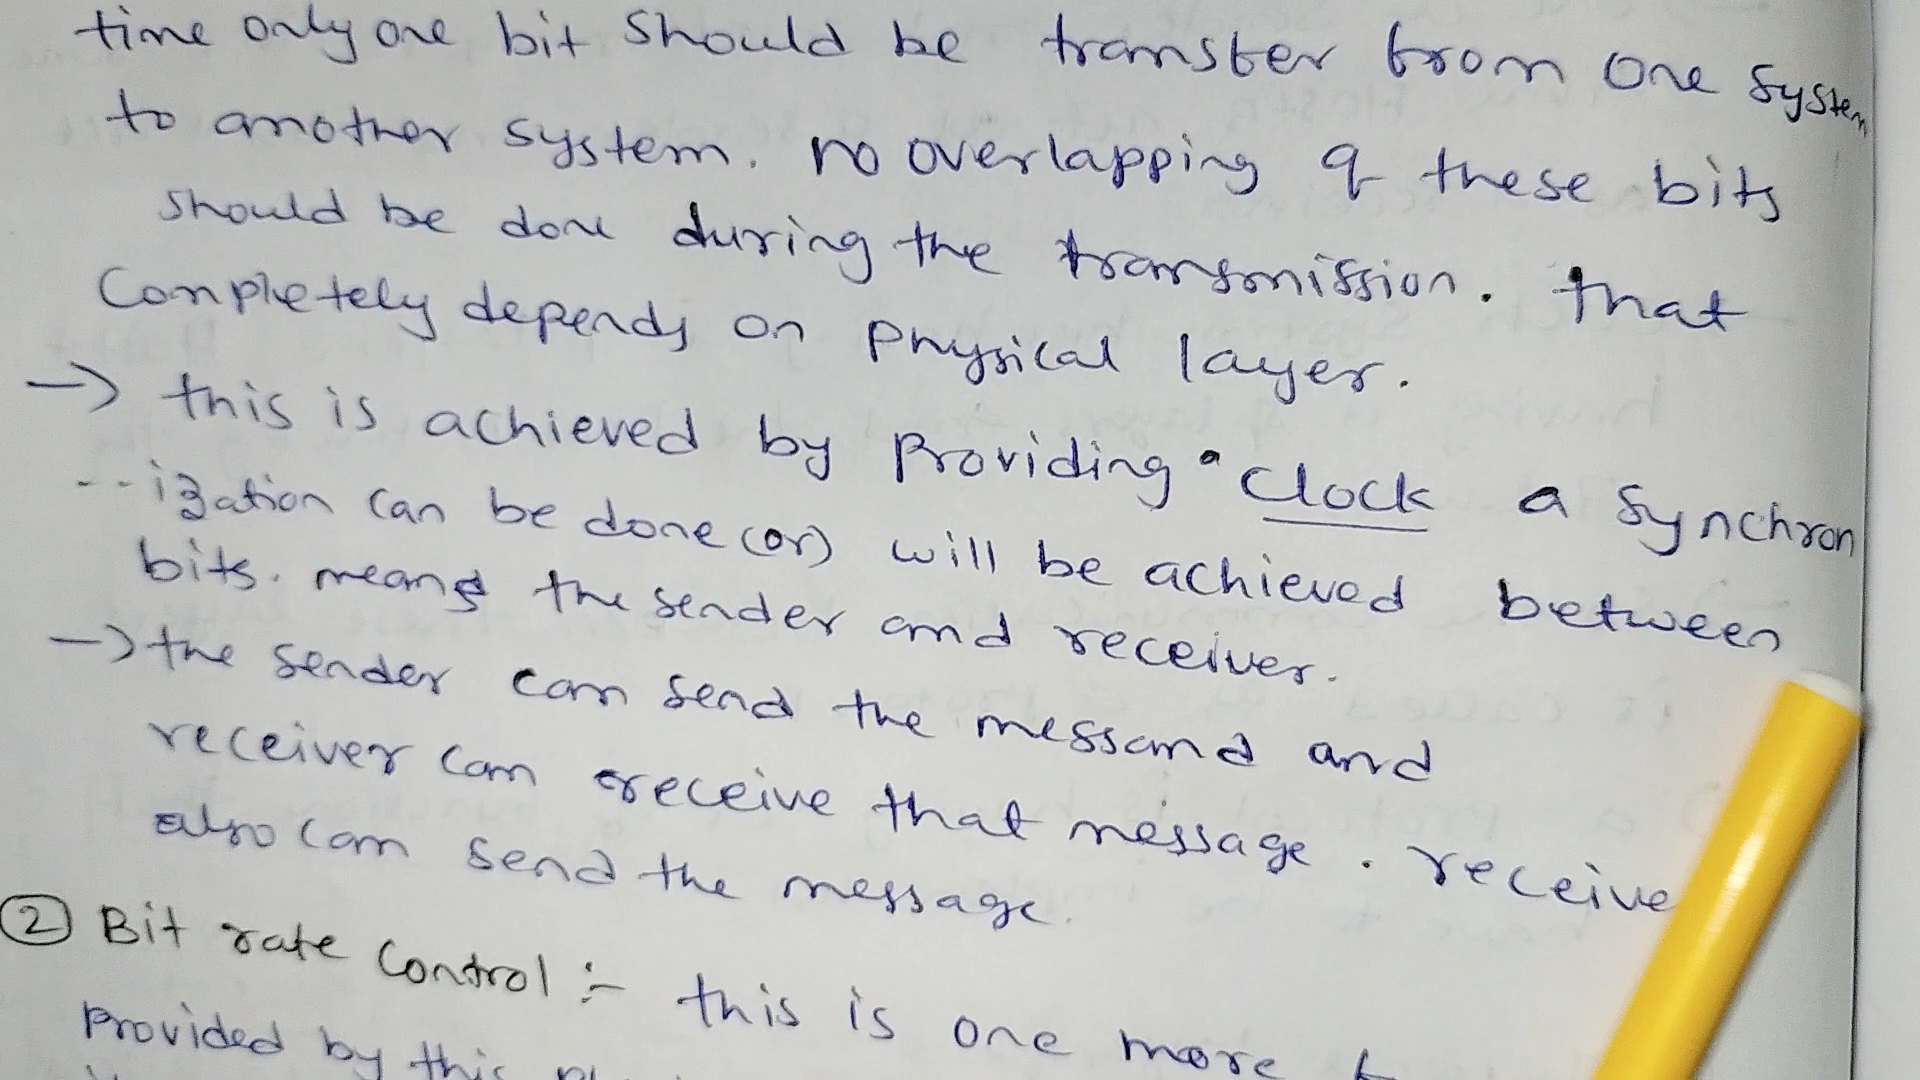 time only one bit should be transfer from one system
to another system. no overlapping of these bits
should be done during the transmission. that
Completely depends on physical layer.
-> this is achieved by Providing a clock a synchron
--ization can be done (or) will be achieved between
bits. means the sender and receiver.
-> the sender can send the messand and
receiver can receive that message. receive
also can send the message.
② Bit rate control :- this is one more
Provided by this